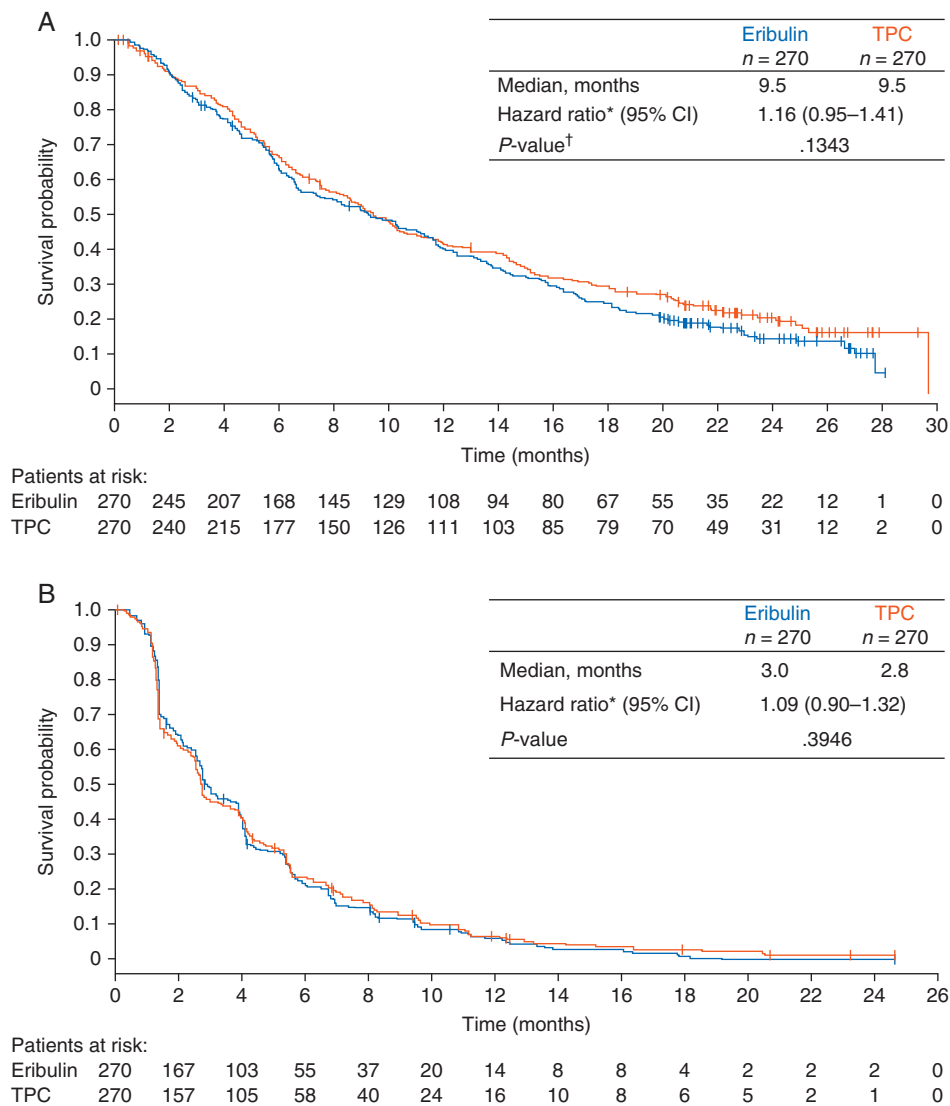 A
Eribulin TPC
n = 270 n = 270
Median, months 9.5 9.5
Hazard ratio* (95% CI) 1.16 (0.95–1.41)
P-value† .1343
Survival probability
1.0
0.9
0.8
0.7
0.6
0.5
0.4
0.3
0.2
0.1
0
0 2 4 6 8 10 12 14 16 18 20 22 24 26 28 30
Time (months)
Patients at risk:
Eribulin 270 245 207 168 145 129 108 94 80 67 55 35 22 12 1 0
TPC 270 240 215 177 150 126 111 103 85 79 70 49 31 12 2 0
B
Eribulin TPC
n = 270 n = 270
Median, months 3.0 2.8
Hazard ratio* (95% CI) 1.09 (0.90–1.32)
P-value .3946
Survival probability
1.0
0.9
0.8
0.7
0.6
0.5
0.4
0.3
0.2
0.1
0
0 2 4 6 8 10 12 14 16 18 20 22 24 26
Time (months)
Patients at risk:
Eribulin 270 167 103 55 37 20 14 8 8 4 2 2 2 0
TPC 270 157 105 58 40 24 16 10 8 6 5 2 1 0